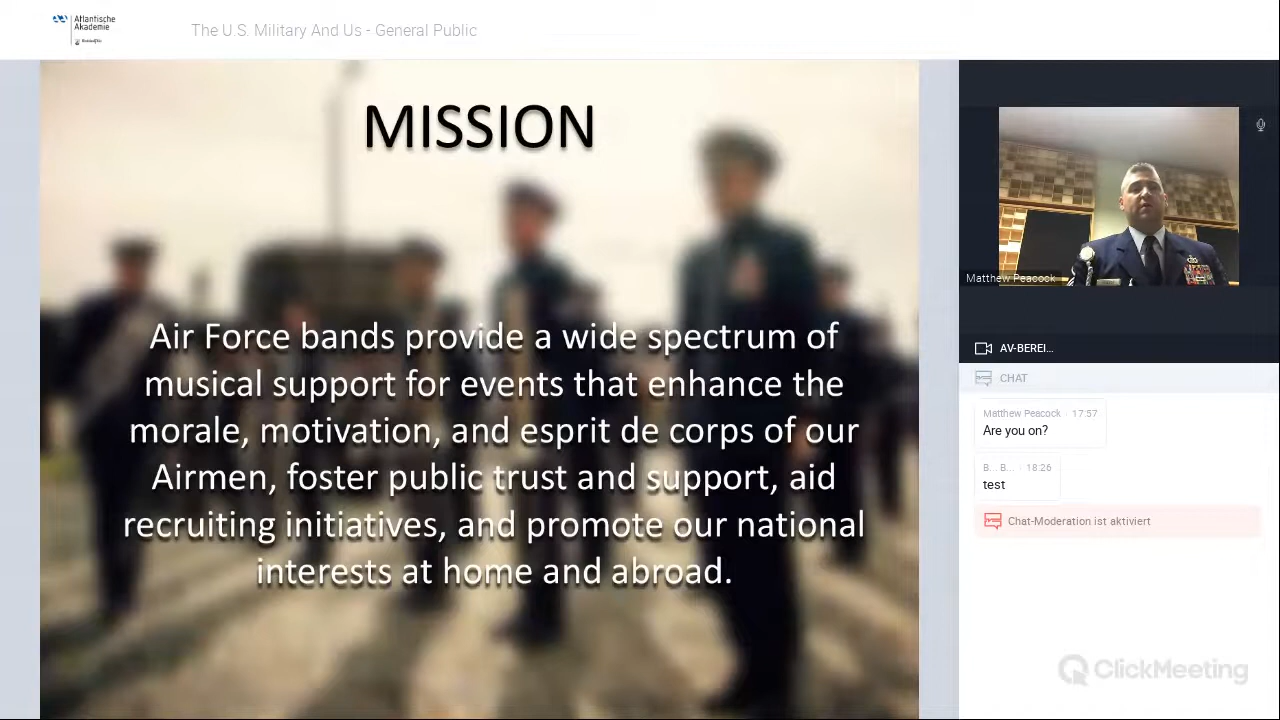 Atlantische
Akademie
The U.S. Military And Us - General Public
MISSION
Air Force bands provide a wide spectrum of
musical support for events that enhance the
morale, motivation, and esprit de corps of our
Airmen, foster public trust and support, aid
recruiting initiatives, and promote our national
interests at home and abroad.
Matthew Peacock
AV-BEREI...
CHAT
Matthew Peacock · 17:57
Are you on?
B... B... · 18:26
test
Chat-Moderation ist aktiviert
ClickMeeting